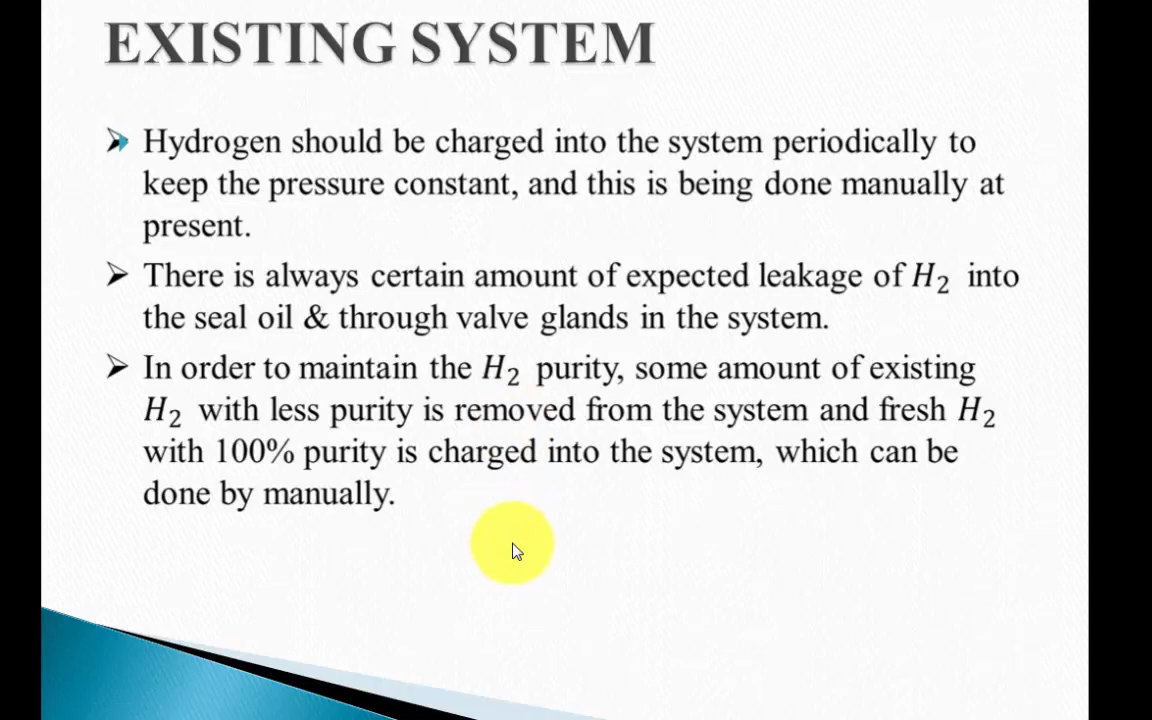 EXISTING SYSTEM
➢ Hydrogen should be charged into the system periodically to
keep the pressure constant, and this is being done manually at
present.
➢ There is always certain amount of expected leakage of H₂ into
the seal oil & through valve glands in the system.
➢ In order to maintain the H₂ purity, some amount of existing
H₂ with less purity is removed from the system and fresh H₂
with 100% purity is charged into the system, which can be
done by manually.